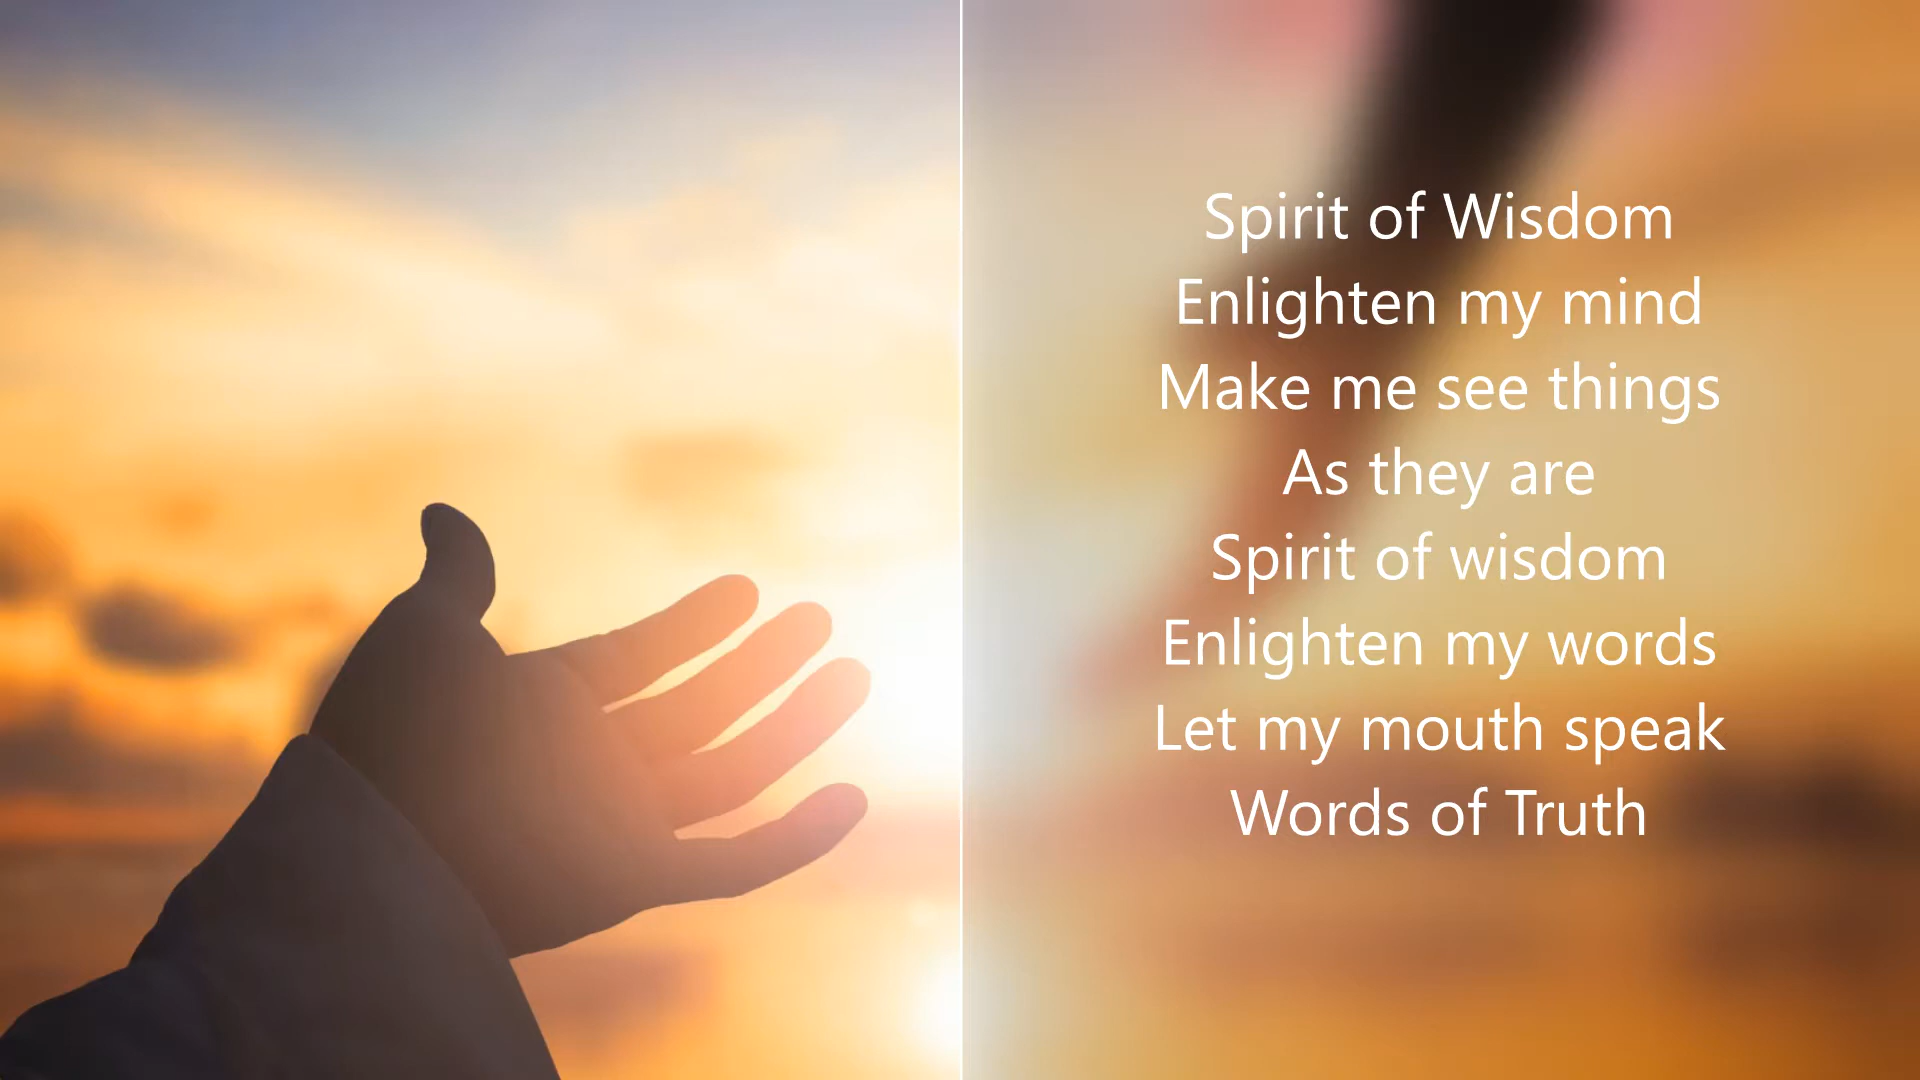 Spirit of Wisdom
Enlighten my mind
Make me see things
As they are
Spirit of wisdom
Enlighten my words
Let my mouth speak
Words of Truth